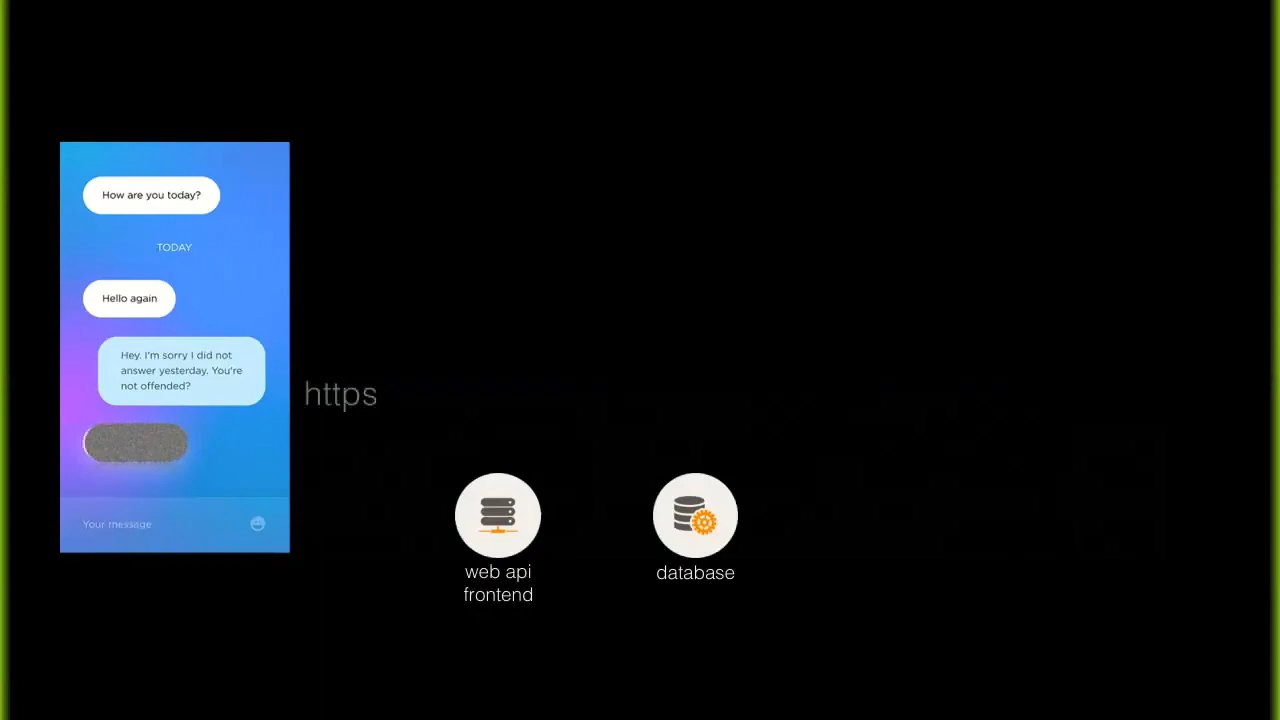 How are you today?
TODAY
Hello again
Hey. I'm sorry I did not
answer yesterday. You're
not offended?
https
Your message
web api
frontend
database